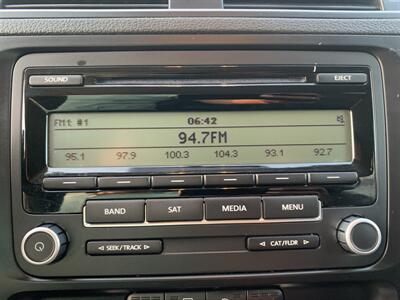 SOUND EJECT
FM1: #1 06:42
94.7FM
95.1 97.9 100.3 104.3 93.1 92.7
BAND SAT MEDIA MENU
SEEK/TRACK CAT/FLDR